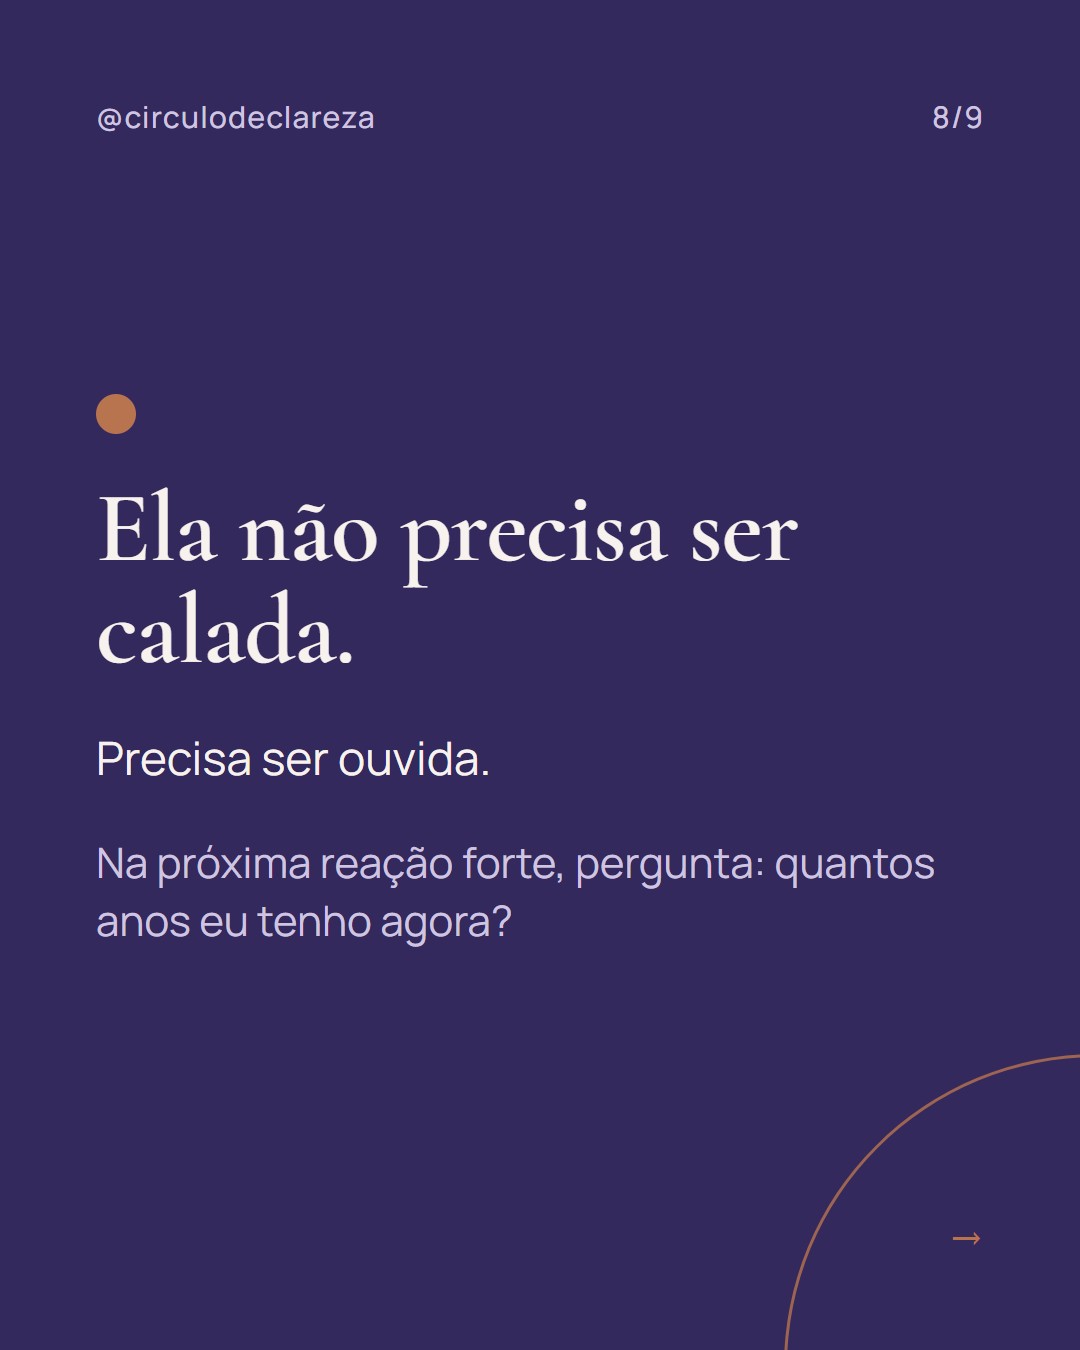 @circulodeclareza
8/9
Ela não precisa ser
calada.
Precisa ser ouvida.
Na próxima reação forte, pergunta: quantos
anos eu tenho agora?
→